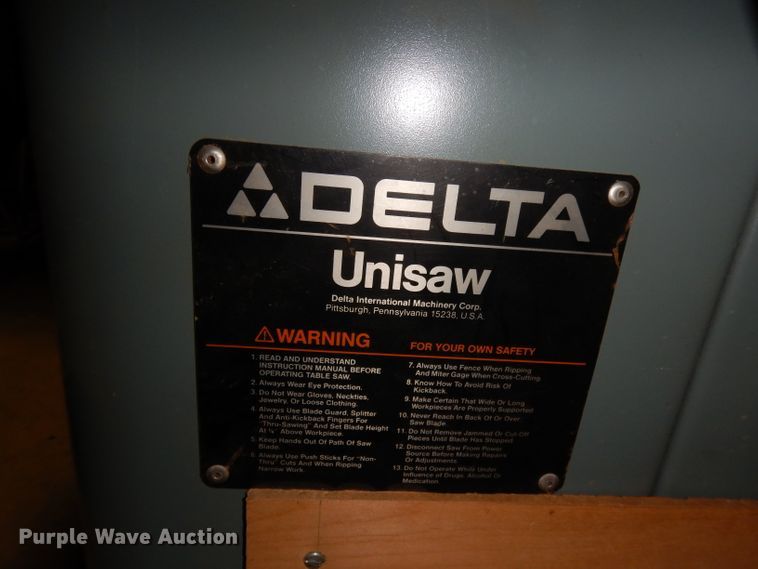 DELTA
Unisaw
Delta International Machinery Corp.
Pittsburgh, Pennsylvania 15238, U.S.A.
WARNING
FOR YOUR OWN SAFETY
1. READ AND UNDERSTAND
INSTRUCTION MANUAL BEFORE
OPERATING TABLE SAW.
2. Always Wear Eye Protection.
3. Do Not Wear Gloves, Neckties,
Jewelry, Or Loose Clothing.
4. Always Use Blade Guard, Splitter
And Anti-Kickback Fingers For
"Thru-Sawing" And Set Blade Height
At ⅛" Above Workpiece.
5. Keep Hands Out Of Path Of Saw
Blade.
6. Always Use Push Sticks For "Non-
Thru" Cuts And When Ripping
Narrow Work.
7. Always Use Fence When Ripping
And Miter Gage When Cross-Cutting.
8. Know How To Avoid Risk Of
Kickback.
9. Make Certain That Wide Or Long
Workpieces Are Properly Supported
10. Never Reach In Back Of Or Over
Saw Blade.
11. Do Not Remove Jammed Or Cut Off
Pieces Until Blade Has Stopped.
12. Disconnect Saw From Power
Source Before Making Repairs
Or Adjustments.
13. Do Not Operate While Under
Influence of Drugs, Alcohol Or
Medication.
Purple Wave Auction